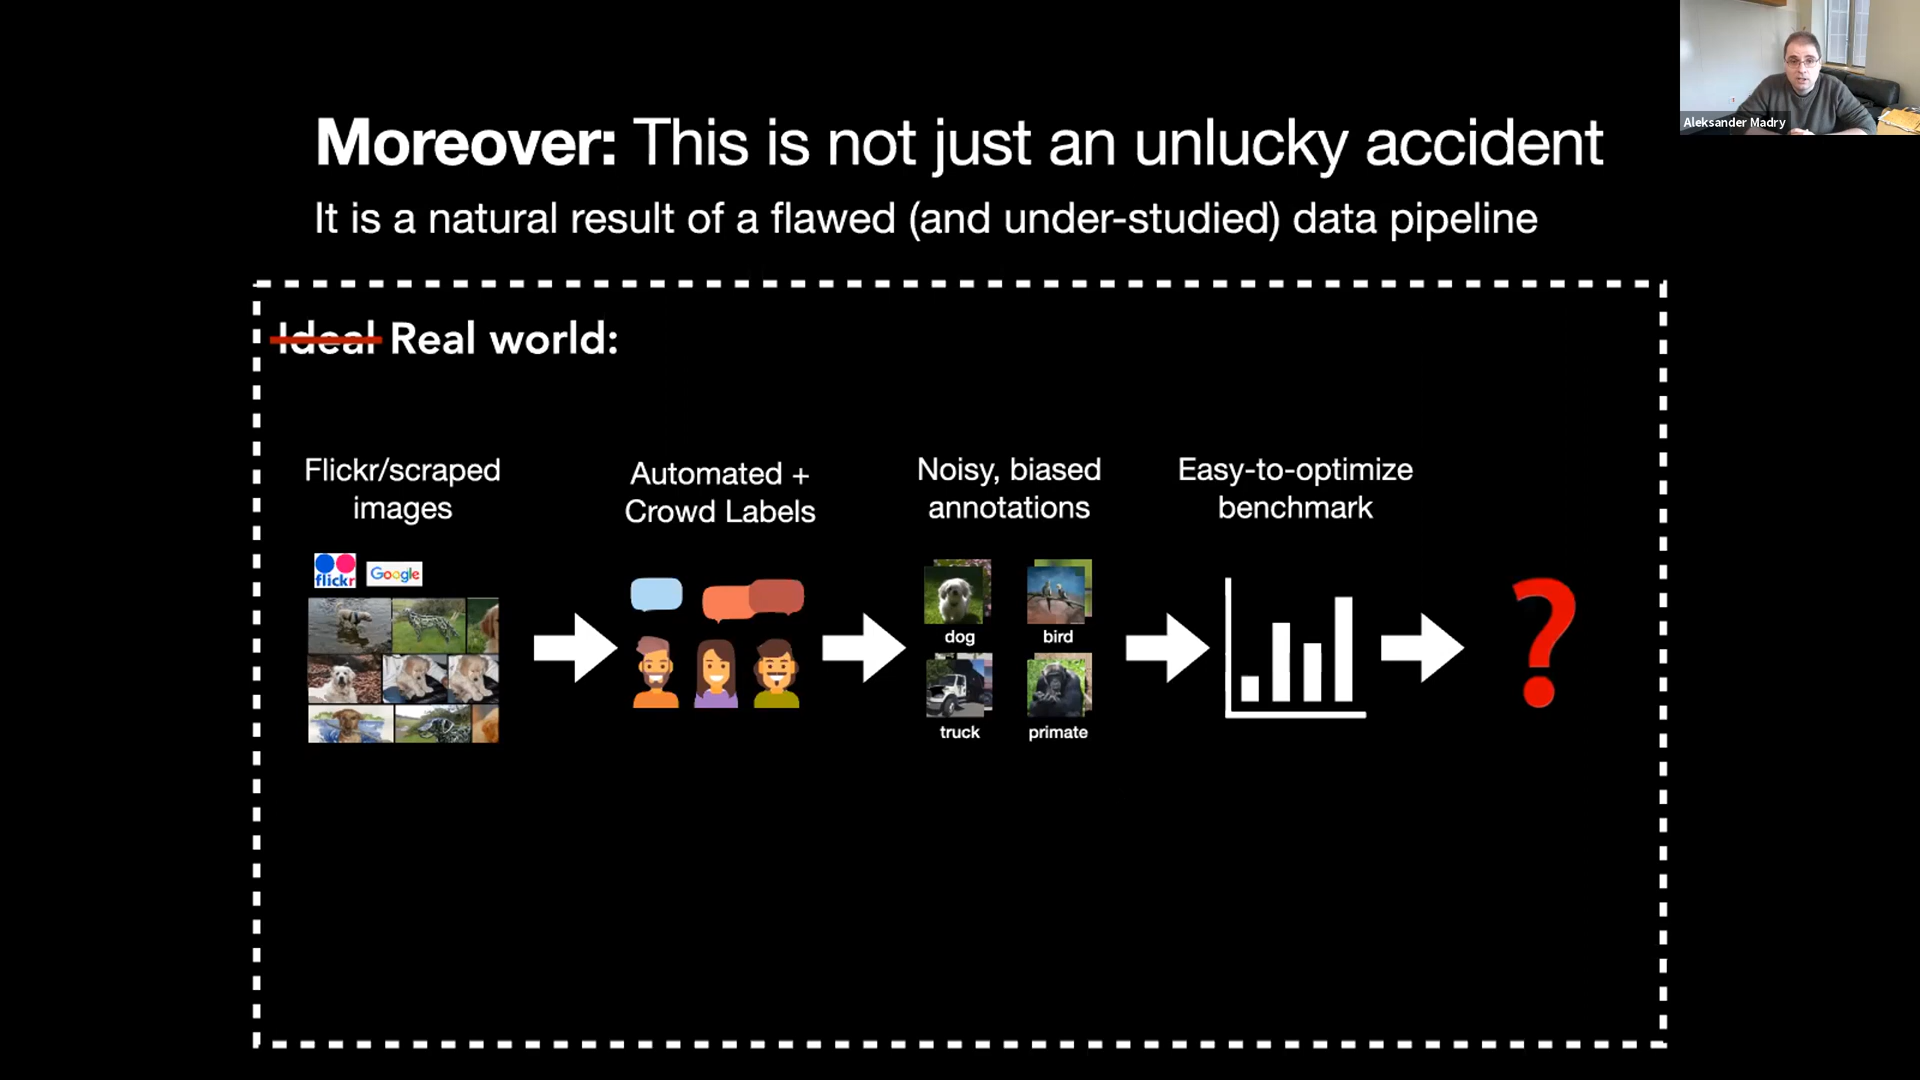 Aleksander Madry
Moreover: This is not just an unlucky accident
It is a natural result of a flawed (and under-studied) data pipeline
Ideal Real world:
Flickr/scraped
images
Automated +
Crowd Labels
Noisy, biased
annotations
Easy-to-optimize
benchmark
flickr
Google
dog
bird
truck
primate
?